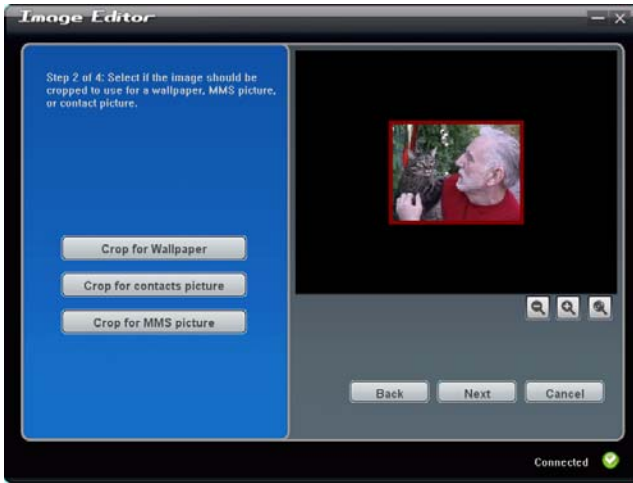 Image Editor
Step 2 of 4: Select if the image should be
cropped to use for a wallpaper, MMS picture,
or contact picture.
Crop for Wallpaper
Crop for contacts picture
Crop for MMS picture
Back
Next
Cancel
Connected